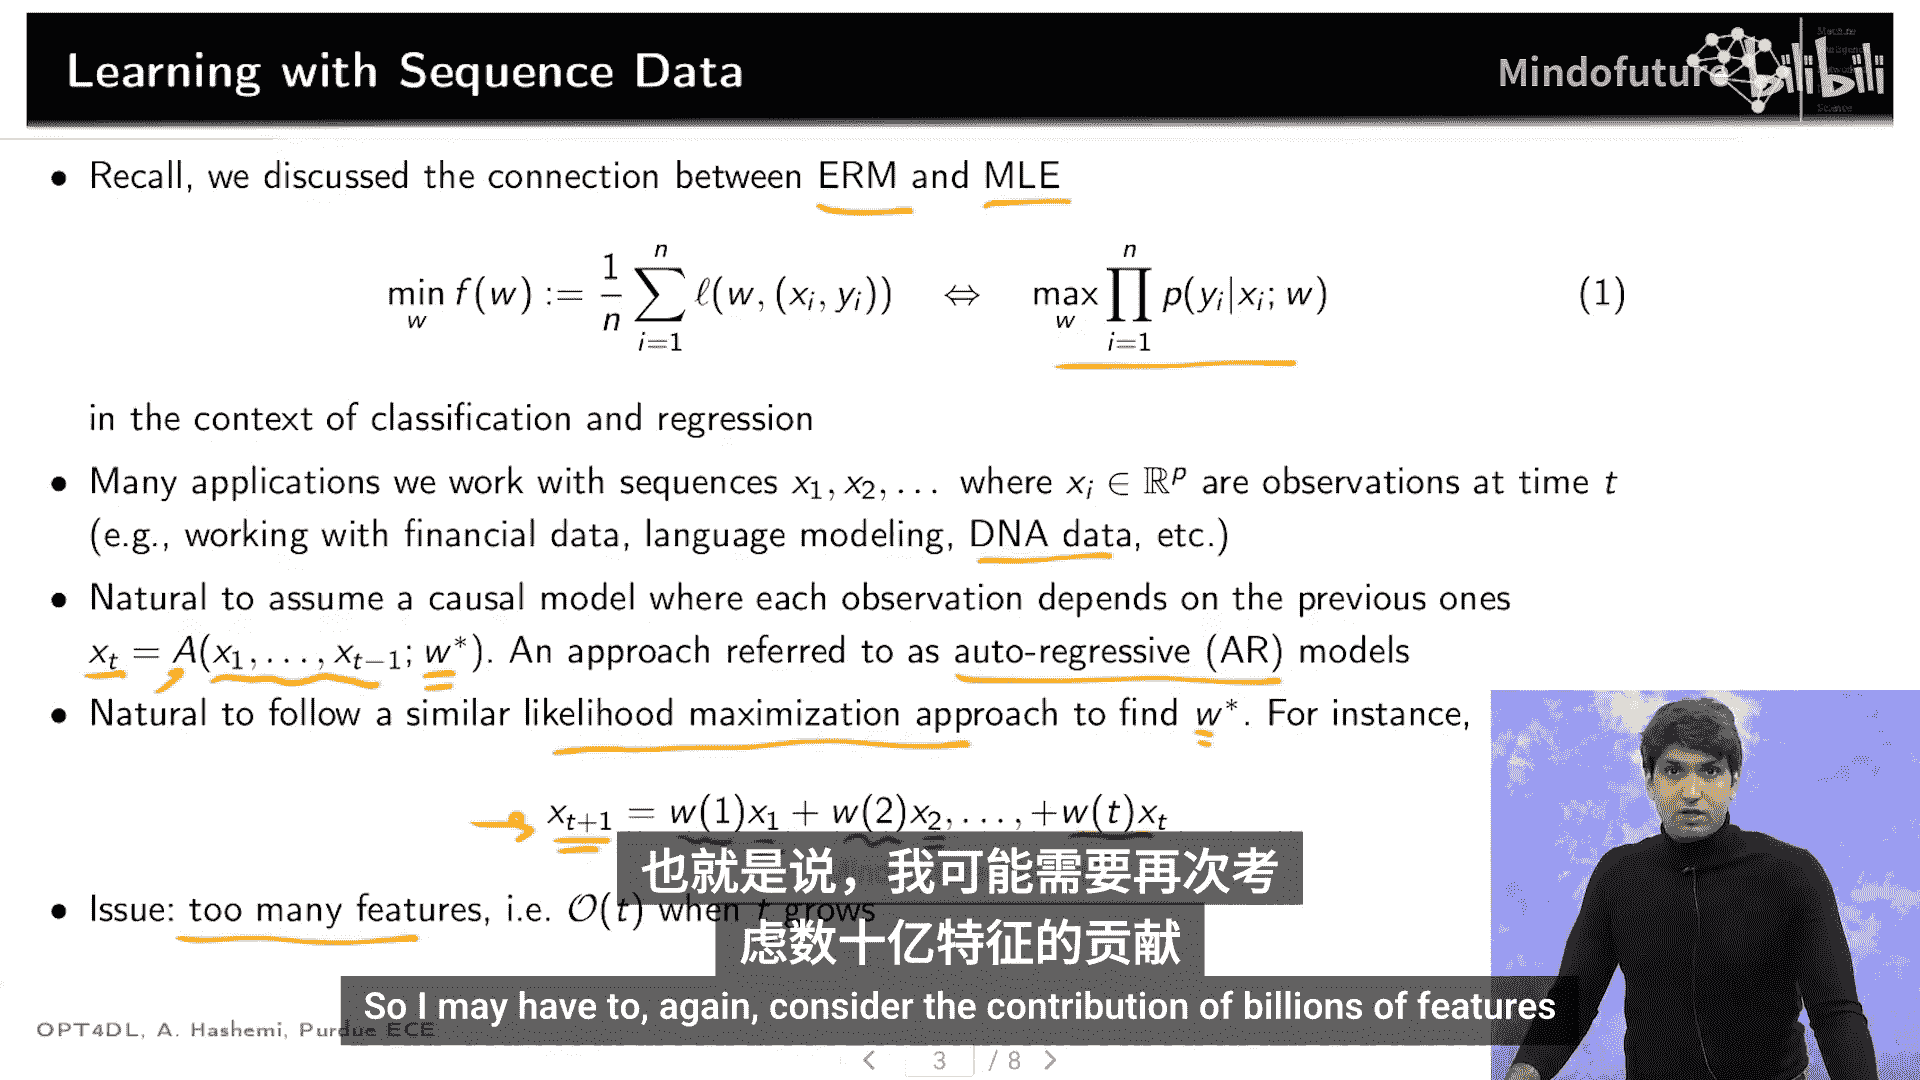 Learning with Sequence Data
Mindofuture
bilibili
• Recall, we discussed the connection between ERM and MLE
min_w f(w) := 1/n ∑_{i=1}^{n} ℓ(w, (x_i, y_i)) ⇔ max_w ∏_{i=1}^{n} p(y_i|x_i; w) (1)
in the context of classification and regression
• Many applications we work with sequences x_1, x_2, ... where x_i ∈ ℝ^p are observations at time t
(e.g., working with financial data, language modeling, DNA data, etc.)
• Natural to assume a causal model where each observation depends on the previous ones
x_t = A(x_1, ..., x_{t−1}; w*). An approach referred to as auto-regressive (AR) models
• Natural to follow a similar likelihood maximization approach to find w*. For instance,
x_{t+1} = w(1)x_1 + w(2)x_2, ..., +w(t)x_t
• Issue: too many features, i.e. 𝒪(t) when t grows
也就是说，我可能需要再次考
虑数十亿特征的贡献
So I may have to, again, consider the contribution of billions of features
OPT4DL, A. Hashemi, Purdue ECE
3 / 8